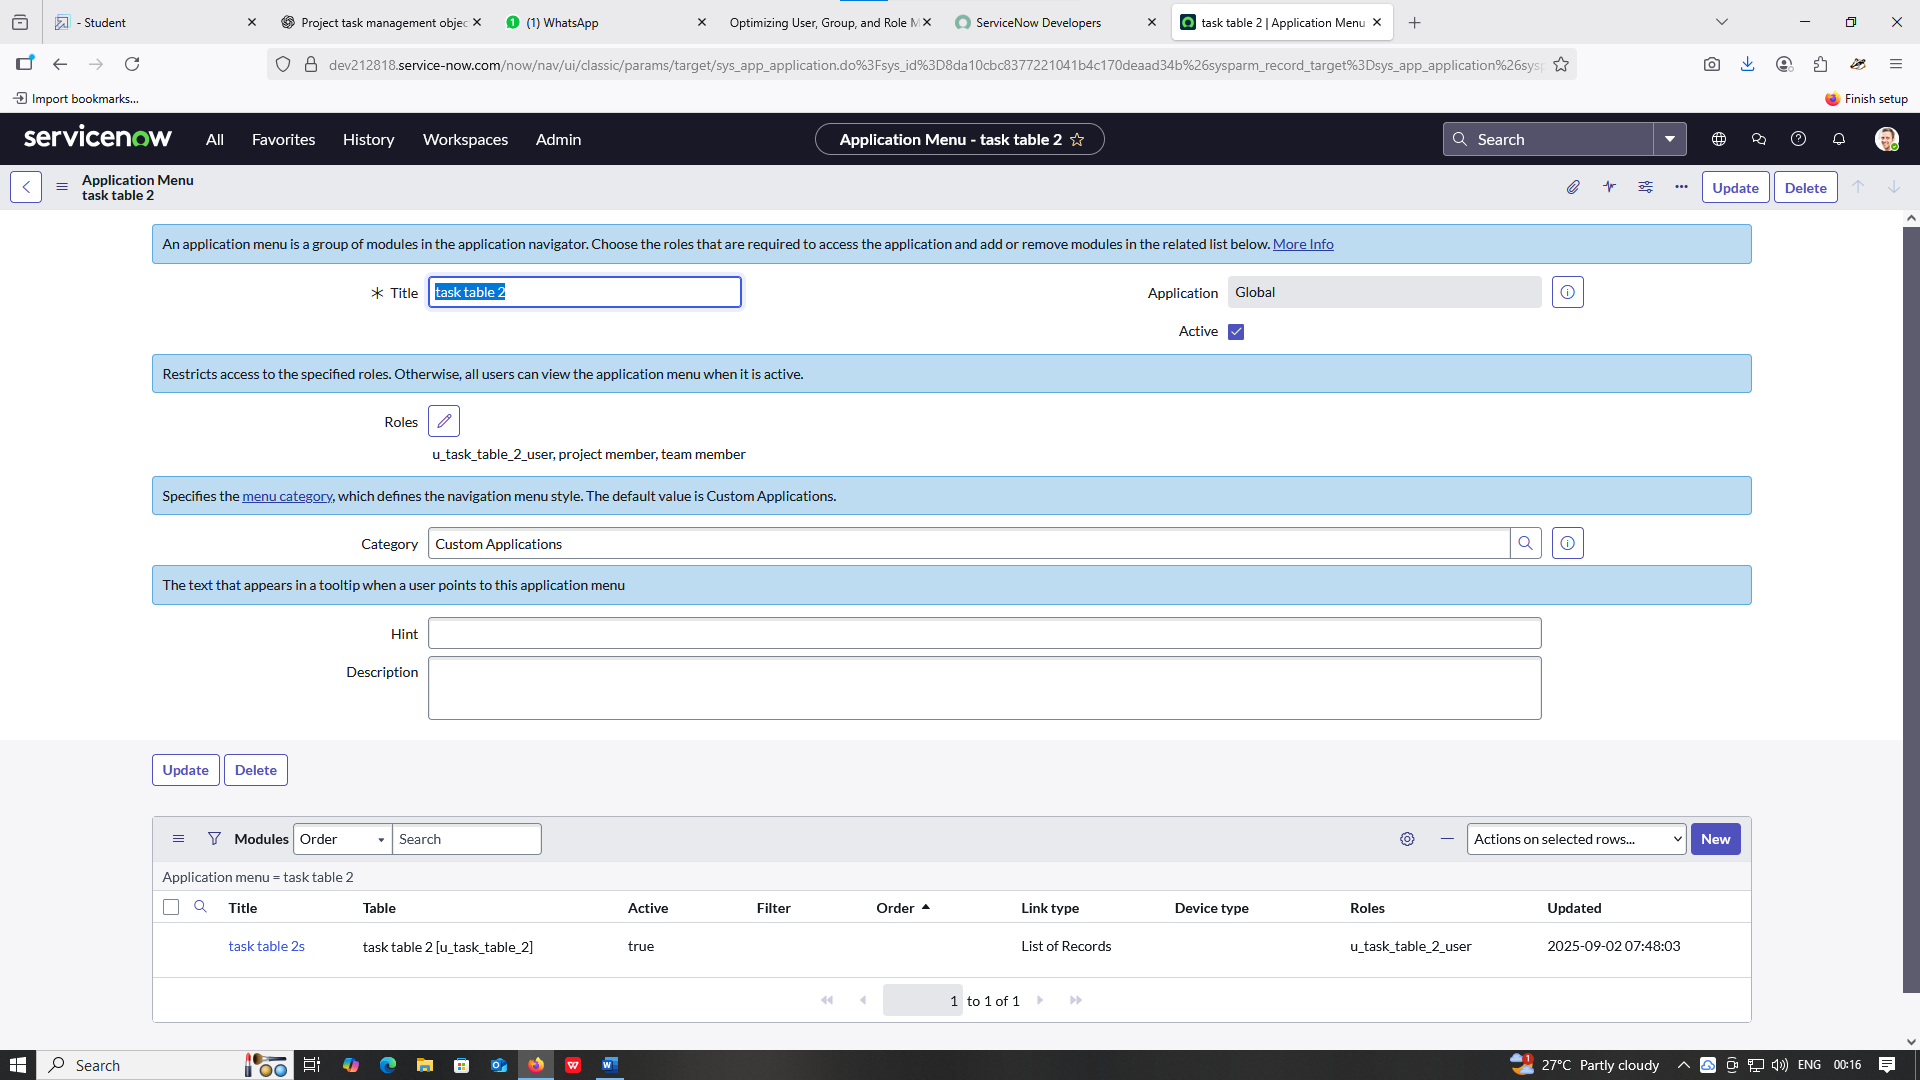 - Student
Project task management objec
(1) WhatsApp
Optimizing User, Group, and Role M
ServiceNow Developers
task table 2 | Application Menu
dev212818.service-now.com/now/nav/ui/classic/params/target/sys_app_application.do%3Fsys_id%3D8da10cbc8377221041b4c170deaad34b%26sysparm_record_target%3Dsys_app_application%26sysp
Import bookmarks...
Finish setup
servicenow
All
Favorites
History
Workspaces
Admin
Application Menu - task table 2
Search
Application Menu
task table 2
Update
Delete
An application menu is a group of modules in the application navigator. Choose the roles that are required to access the application and add or remove modules in the related list below. More Info
Title
task table 2
Application
Global
Active
Restricts access to the specified roles. Otherwise, all users can view the application menu when it is active.
Roles
u_task_table_2_user, project member, team member
Specifies the menu category, which defines the navigation menu style. The default value is Custom Applications.
Category
Custom Applications
The text that appears in a tooltip when a user points to this application menu
Hint
Description
Update
Delete
Modules
Order
Search
Actions on selected rows...
New
Application menu = task table 2
Title
Table
Active
Filter
Order
Link type
Device type
Roles
Updated
task table 2s
task table 2 [u_task_table_2]
true
List of Records
u_task_table_2_user
2025-09-02 07:48:03
1 to 1 of 1
Search
1
27°C Partly cloudy
ENG
00:16